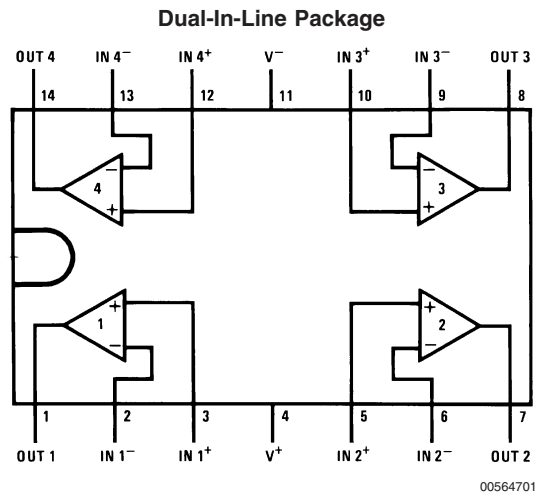 Dual-In-Line Package
OUT 4 IN 4⁻ IN 4⁺ V⁻ IN 3⁺ IN 3⁻ OUT 3
14 13 12 11 10 9 8
− −
4 3
+ +
+ +
1 2
− −
1 2 3 4 5 6 7
OUT 1 IN 1⁻ IN 1⁺ V⁺ IN 2⁺ IN 2⁻ OUT 2
00564701